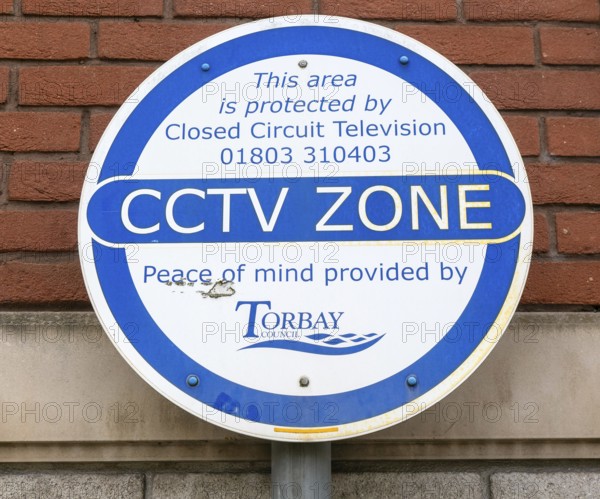 This area
is protected by
Closed Circuit Television
01803 310403
CCTV ZONE
Peace of mind provided by
TORBAY
COUNCIL